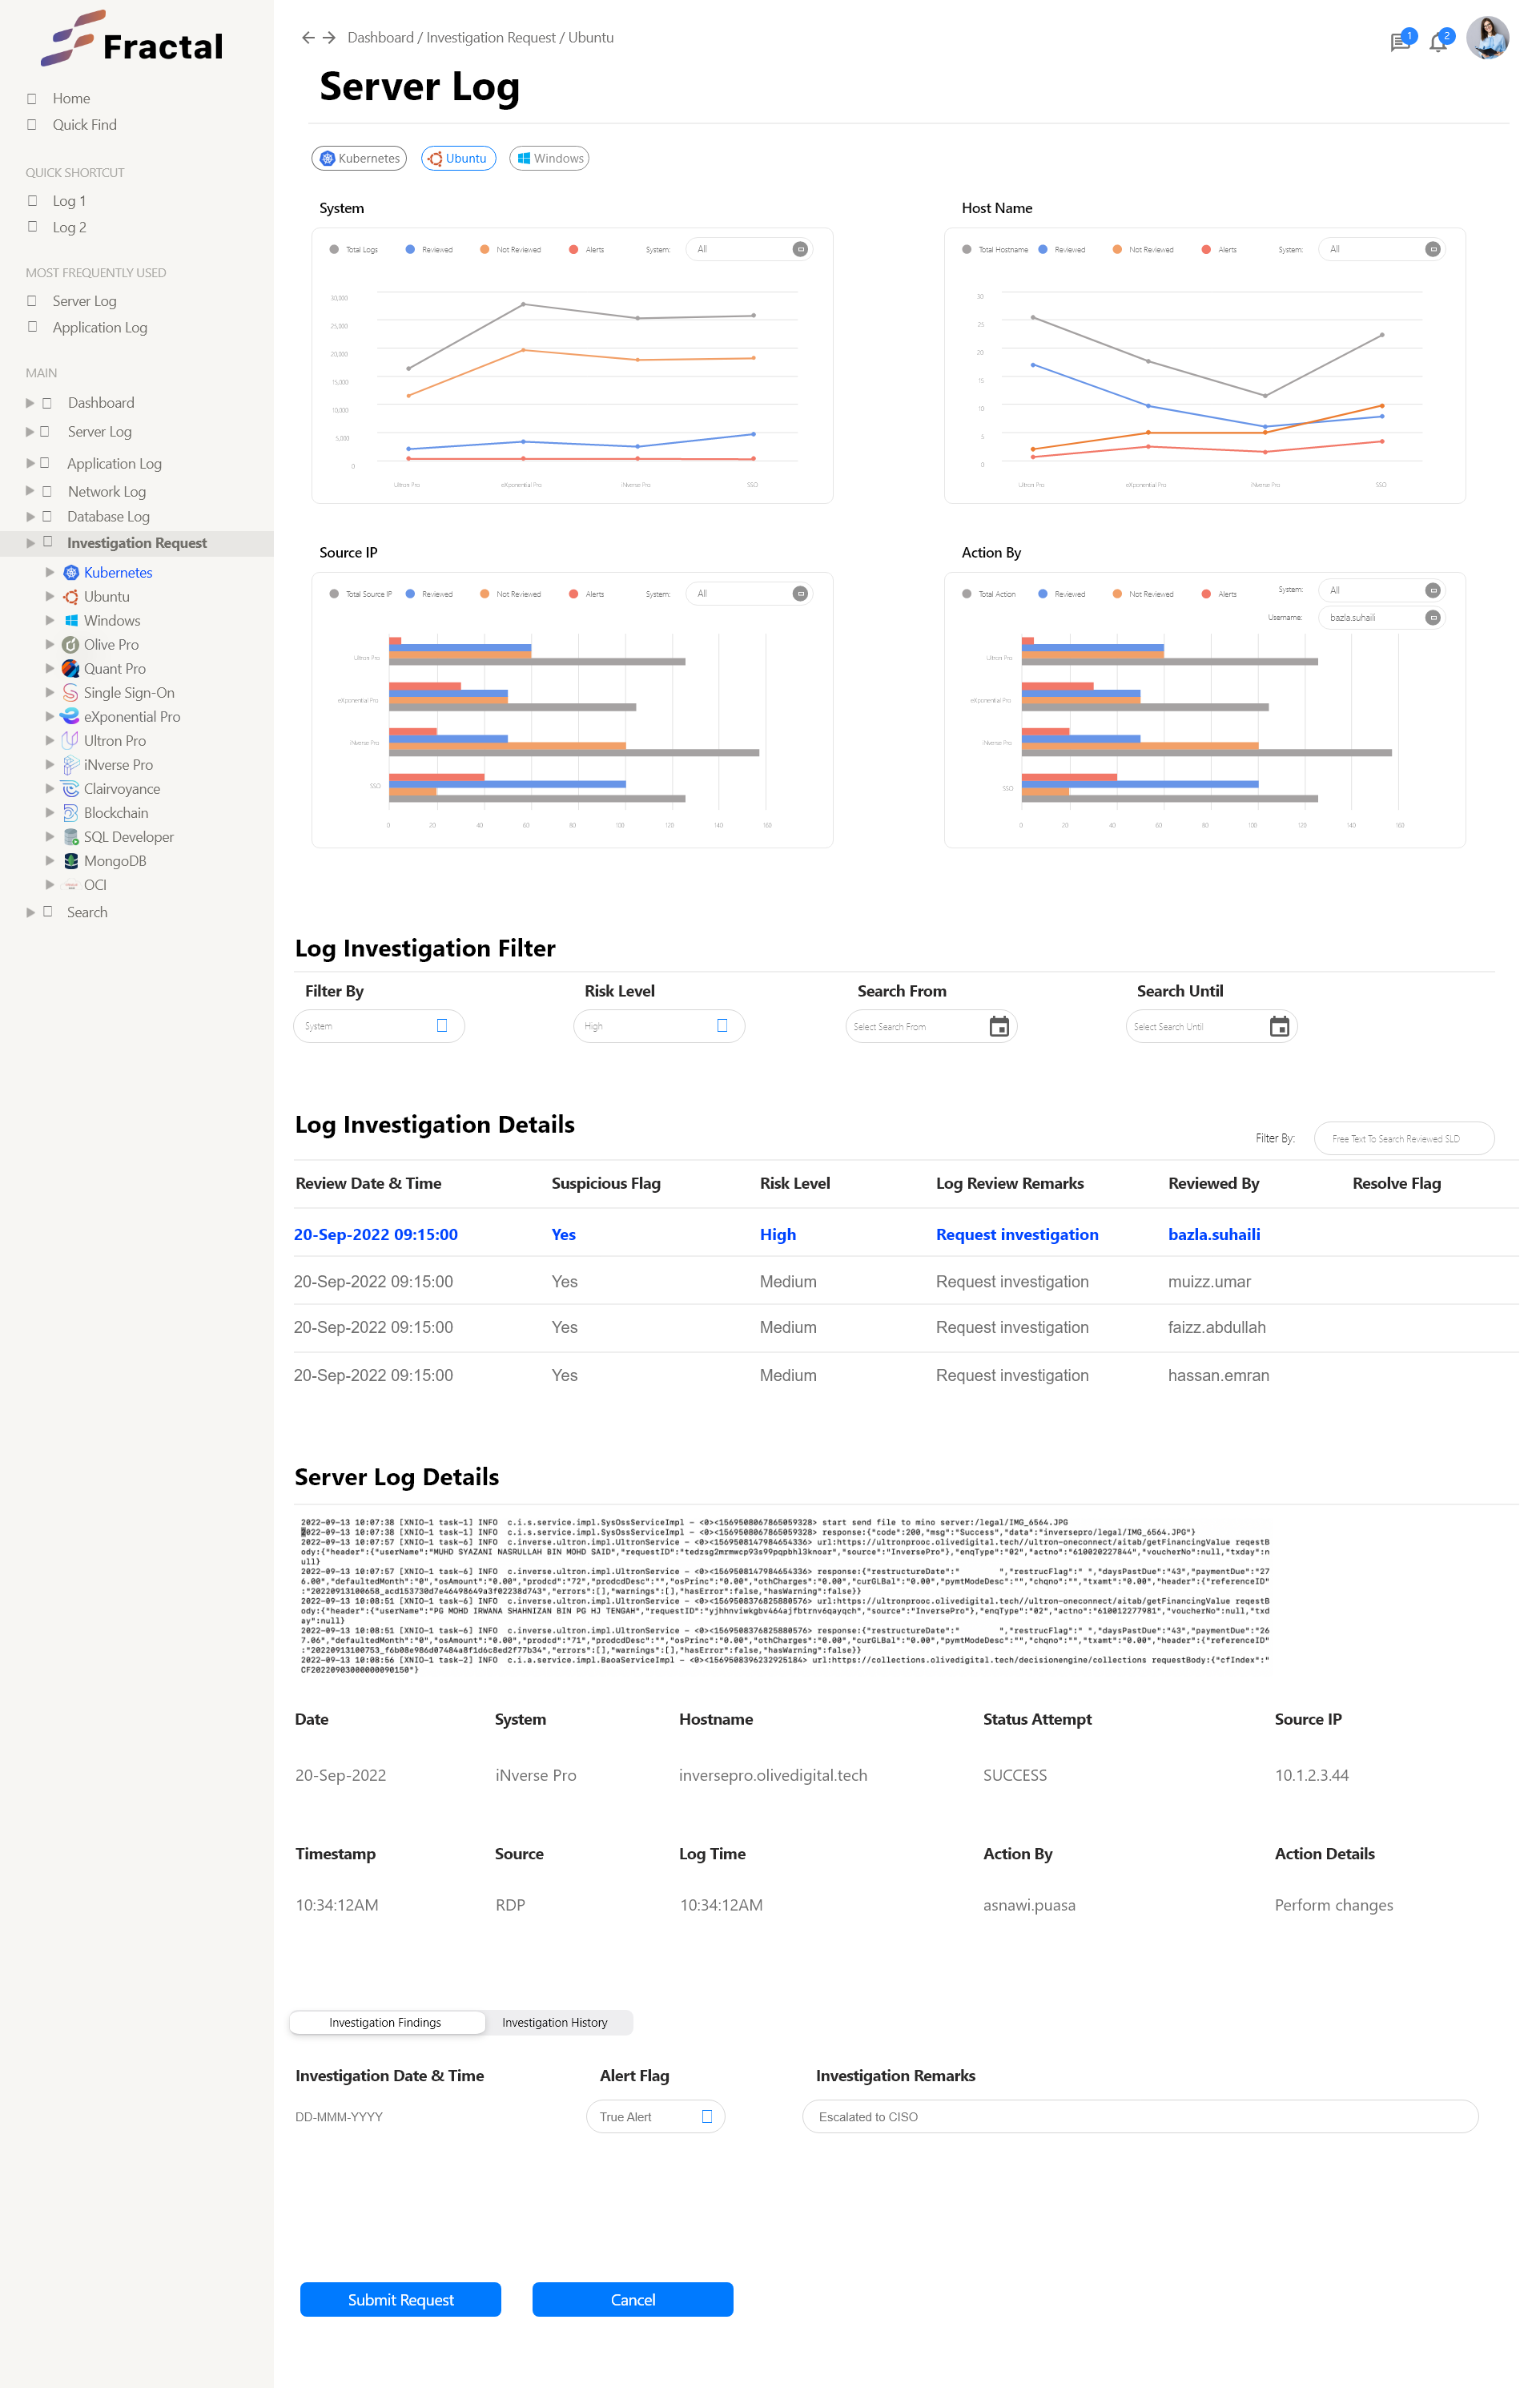 Fractal
Home
Quick Find
QUICK SHORTCUT
Log 1
Log 2
MOST FREQUENTLY USED
Server Log
Application Log
MAIN
Dashboard
Server Log
Application Log
Network Log
Database Log
Investigation Request
Kubernetes
Ubuntu
Windows
Olive Pro
Quant Pro
Single Sign-On
eXponential Pro
Ultron Pro
iNverse Pro
Clairvoyance
Blockchain
SQL Developer
MongoDB
OCI
Search
Dashboard / Investigation Request / Ubuntu
1
2
Server Log
Kubernetes Ubuntu Windows
System
Total Logs Reviewed Not Reviewed Alerts System: All
30,000
25,000
20,000
15,000
10,000
5,000
0
Ultron Pro eXponential Pro iNverse Pro SSO
Host Name
Total Hostname Reviewed Not Reviewed Alerts System: All
30
25
20
15
10
5
0
Ultron Pro eXponential Pro iNverse Pro SSO
Source IP
Total Source IP Reviewed Not Reviewed Alerts System: All
Ultron Pro
eXponential Pro
iNverse Pro
SSO
0 20 40 60 80 100 120 140 160
Action By
Total Action Reviewed Not Reviewed Alerts System: All
Username: bazla.suhaili
Ultron Pro
eXponential Pro
iNverse Pro
SSO
0 20 40 60 80 100 120 140 160
Log Investigation Filter
Filter By Risk Level Search From Search Until
System High Select Search From Select Search Until
Log Investigation Details
Filter By: Free Text To Search Reviewed SLD
Review Date & Time Suspicious Flag Risk Level Log Review Remarks Reviewed By Resolve Flag
20-Sep-2022 09:15:00 Yes High Request investigation bazla.suhaili
20-Sep-2022 09:15:00 Yes Medium Request investigation muizz.umar
20-Sep-2022 09:15:00 Yes Medium Request investigation faizz.abdullah
20-Sep-2022 09:15:00 Yes Medium Request investigation hassan.emran
Server Log Details
2022-09-13 10:07:38 [XNIO-1 task-1] INFO c.i.s.service.impl.SysOssServiceImpl - <0><1569508067865059328> start send file to mino server:/legal/IMG_6564.JPG
2022-09-13 10:07:38 [XNIO-1 task-1] INFO c.i.s.service.impl.SysOssServiceImpl - <0><1569508067865059328> response:{"code":200,"msg":"Success","data":"inversepro/legal/IMG_6564.JPG"}
2022-09-13 10:07:57 [XNIO-1 task-6] INFO c.inverse.service.impl.UltronService - <0><1569508147984654336> url:https://ultronprooc.olivedigital.tech//ultron-oneconnect/aitab/getFinancingValue reqestB
ody:{"header":{"userName":"MUHD SYAZANI NASRULLAH BIN MOHD SAID","requestID":"tedzsg2mrmwcp93s99pqpbhl3knoar","source":"InversePro"},"enqType":"02","actno":"610020227844","voucherNo":null,"txday":n
ull}
2022-09-13 10:07:57 [XNIO-1 task-6] INFO c.inverse.service.impl.UltronService - <0><1569508147984654336> response:{"restructureDate":" ","restrucFlag":" ","daysPastDue":"43","paymentDue":"27
6.00","defaultedMonth":"0","osAmount":"0.00","prodcd":"72","prodcdDesc":"","osPrinc":"0.00","othCharges":"0.00","curGLBal":"0.00","pymtModeDesc":"","chqno":"","txamt":"0.00","header":{"referenceID"
:"20220913100658_acd153730d7e46498649a3f02238d743","errors":[],"warnings":[],"hasError":false,"hasWarning":false}}
2022-09-13 10:08:51 [XNIO-1 task-6] INFO c.inverse.service.impl.UltronService - <0><1569508376825880576> url:https://ultronprooc.olivedigital.tech//ultron-oneconnect/aitab/getFinancingValue reqestB
ody:{"header":{"userName":"PG MOHD IRWANA SHAHNIZAN BIN PG HJ TENGAH","requestID":"yjhhnviwkgbv464ajfbtrnv6qayqch","source":"InversePro"},"enqType":"02","actno":"610012277981","voucherNo":null,"txd
ay":null}
2022-09-13 10:08:51 [XNIO-1 task-6] INFO c.inverse.service.impl.UltronService - <0><1569508376825880576> response:{"restructureDate":" ","restrucFlag":" ","daysPastDue":"43","paymentDue":"26
7.06","defaultedMonth":"0","osAmount":"0.00","prodcd":"71","prodcdDesc":"","osPrinc":"0.00","othCharges":"0.00","curGLBal":"0.00","pymtModeDesc":"","chqno":"","txamt":"0.00","header":{"referenceID"
:"20220913100753_f6b08e986d07484a8f1d6c8ed2f77b34","errors":[],"warnings":[],"hasError":false,"hasWarning":false}}
2022-09-13 10:08:56 [XNIO-1 task-2] INFO c.i.a.service.impl.BaoaServiceImpl - <0><1569508396232925184> url:https://collections.olivedigital.tech/decisionengine/collections requestBody:{"cfIndex":"
CF20220903000000090150"}
Date System Hostname Status Attempt Source IP
20-Sep-2022 iNverse Pro inversepro.olivedigital.tech SUCCESS 10.1.2.3.44
Timestamp Source Log Time Action By Action Details
10:34:12AM RDP 10:34:12AM asnawi.puasa Perform changes
Investigation Findings Investigation History
Investigation Date & Time Alert Flag Investigation Remarks
DD-MMM-YYYY True Alert Escalated to CISO
Submit Request Cancel